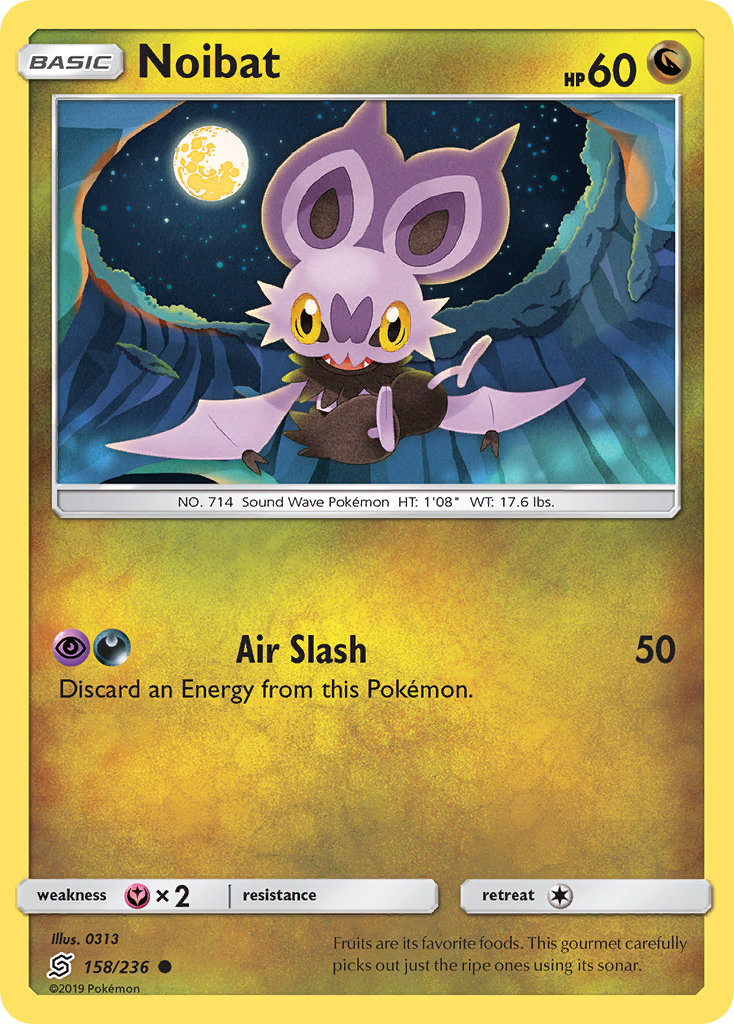 BASIC Noibat HP60
NO. 714 Sound Wave Pokémon HT: 1'08" WT: 17.6 lbs.
Air Slash 50
Discard an Energy from this Pokémon.
weakness ×2 resistance retreat
Illus. 0313
158/236
©2019 Pokémon
Fruits are its favorite foods. This gourmet carefully
picks out just the ripe ones using its sonar.